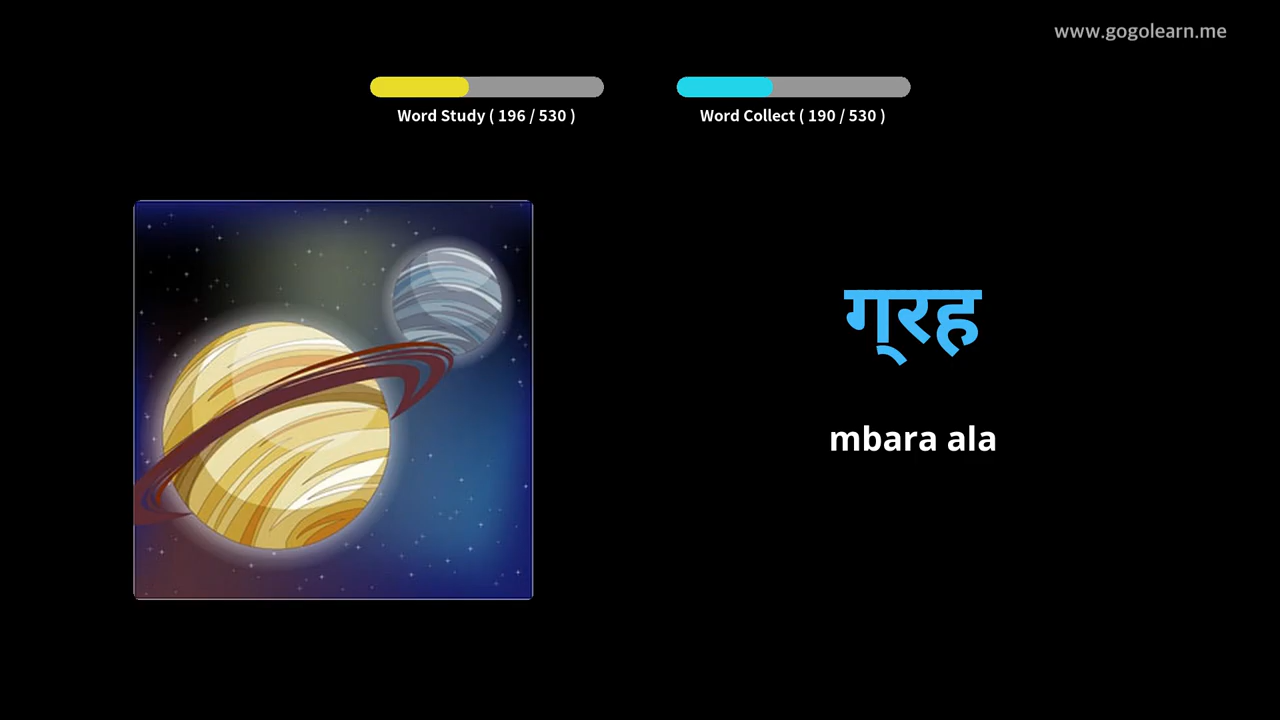 www.gogolearn.me
Word Study ( 196 / 530 )
Word Collect ( 190 / 530 )
ग्‌रह
mbara ala